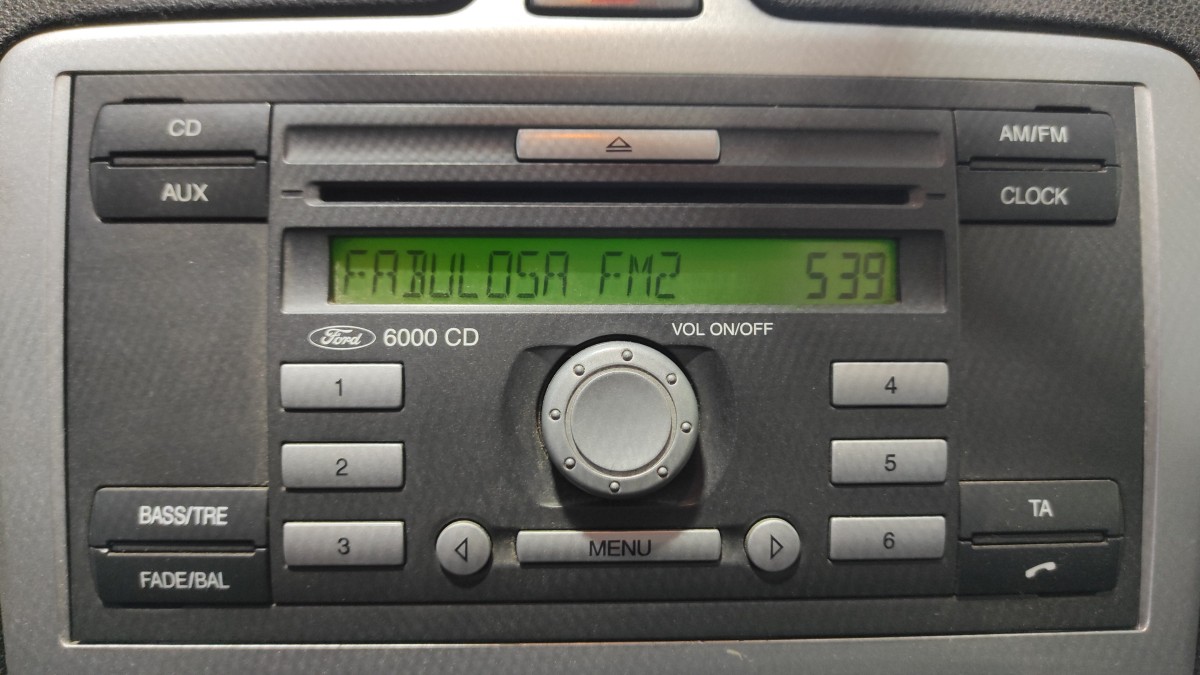 CD
AUX
AM/FM
CLOCK
FABULOSA FM2 539
Ford 6000 CD
VOL ON/OFF
1
2
3
4
5
6
MENU
BASS/TRE
FADE/BAL
TA